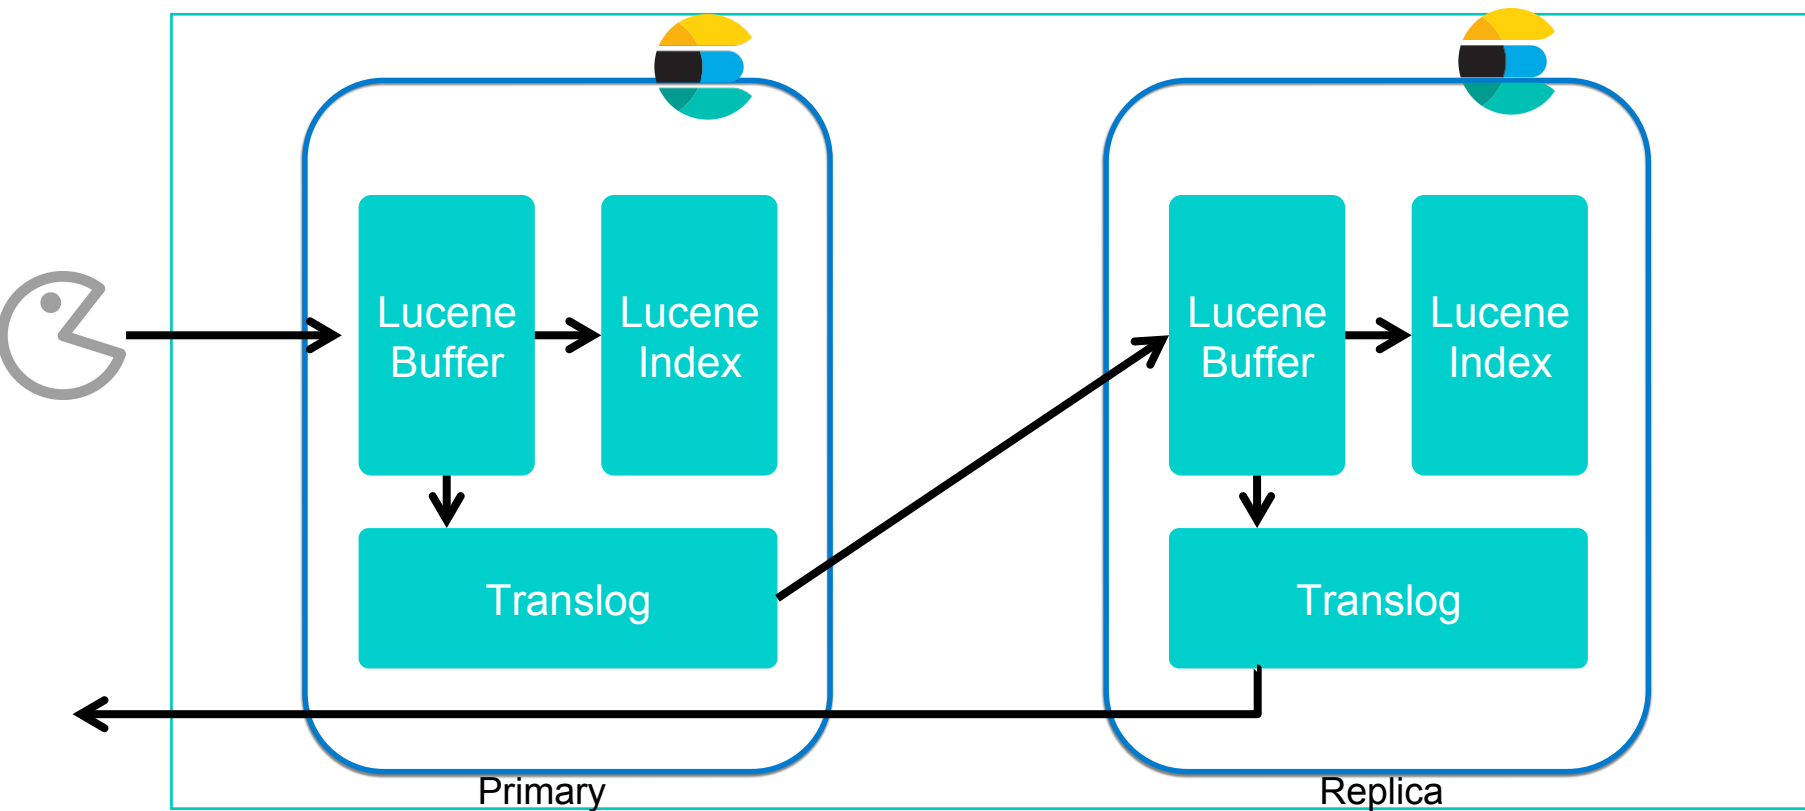 Lucene
Buffer
Lucene
Index
Translog
Primary
Lucene
Buffer
Lucene
Index
Translog
Replica